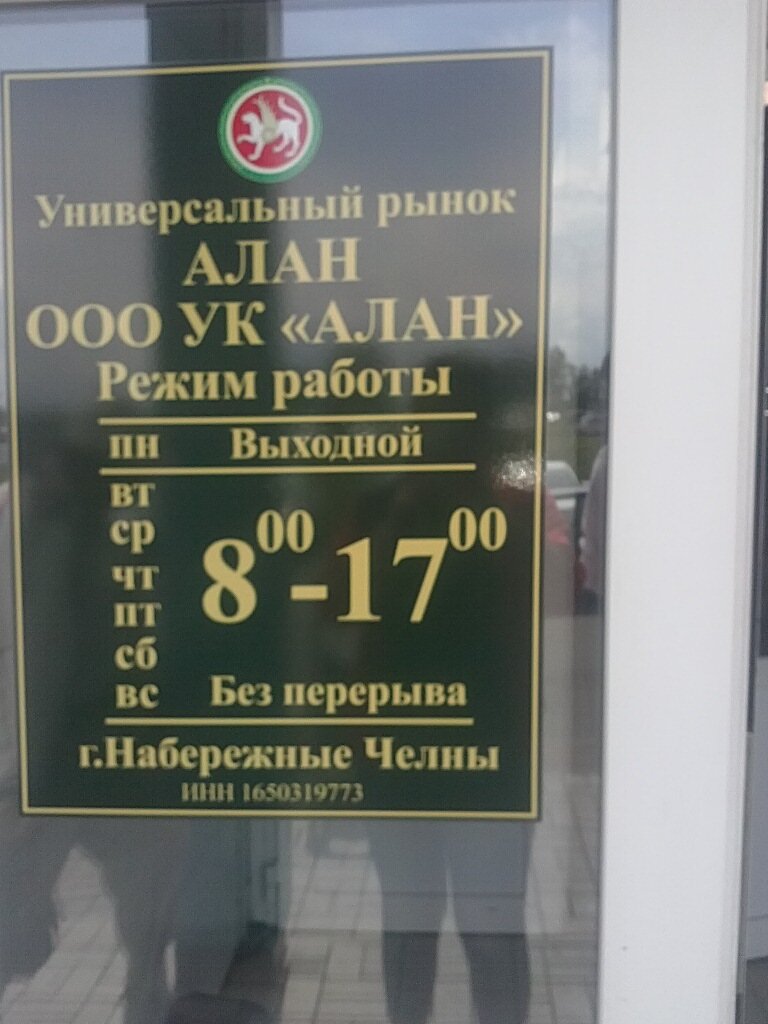 Универсальный рынок
АЛАН
ООО УК «АЛАН»
Режим работы
пн Выходной
вт
ср
чт
пт
сб
вс
8⁰⁰-17⁰⁰
Без перерыва
г.Набережные Челны
ИНН 1650319773